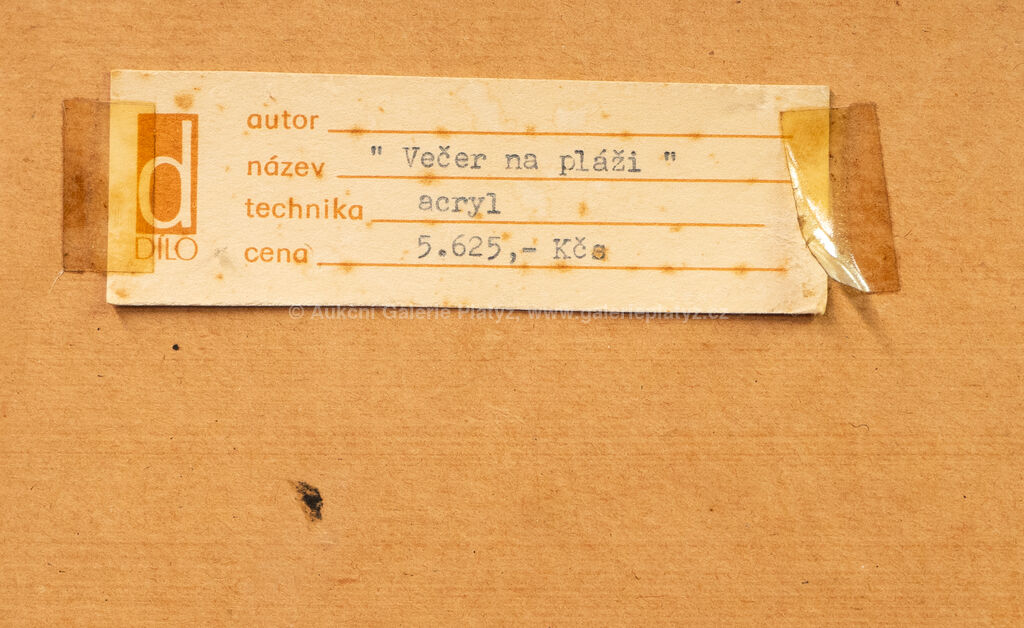 d
DÍLO
autor
název " Večer na pláži "
technika acryl
cena 5.625,- Kčs
© Aukční Galerie Platýz, www.galerieplatyz.cz